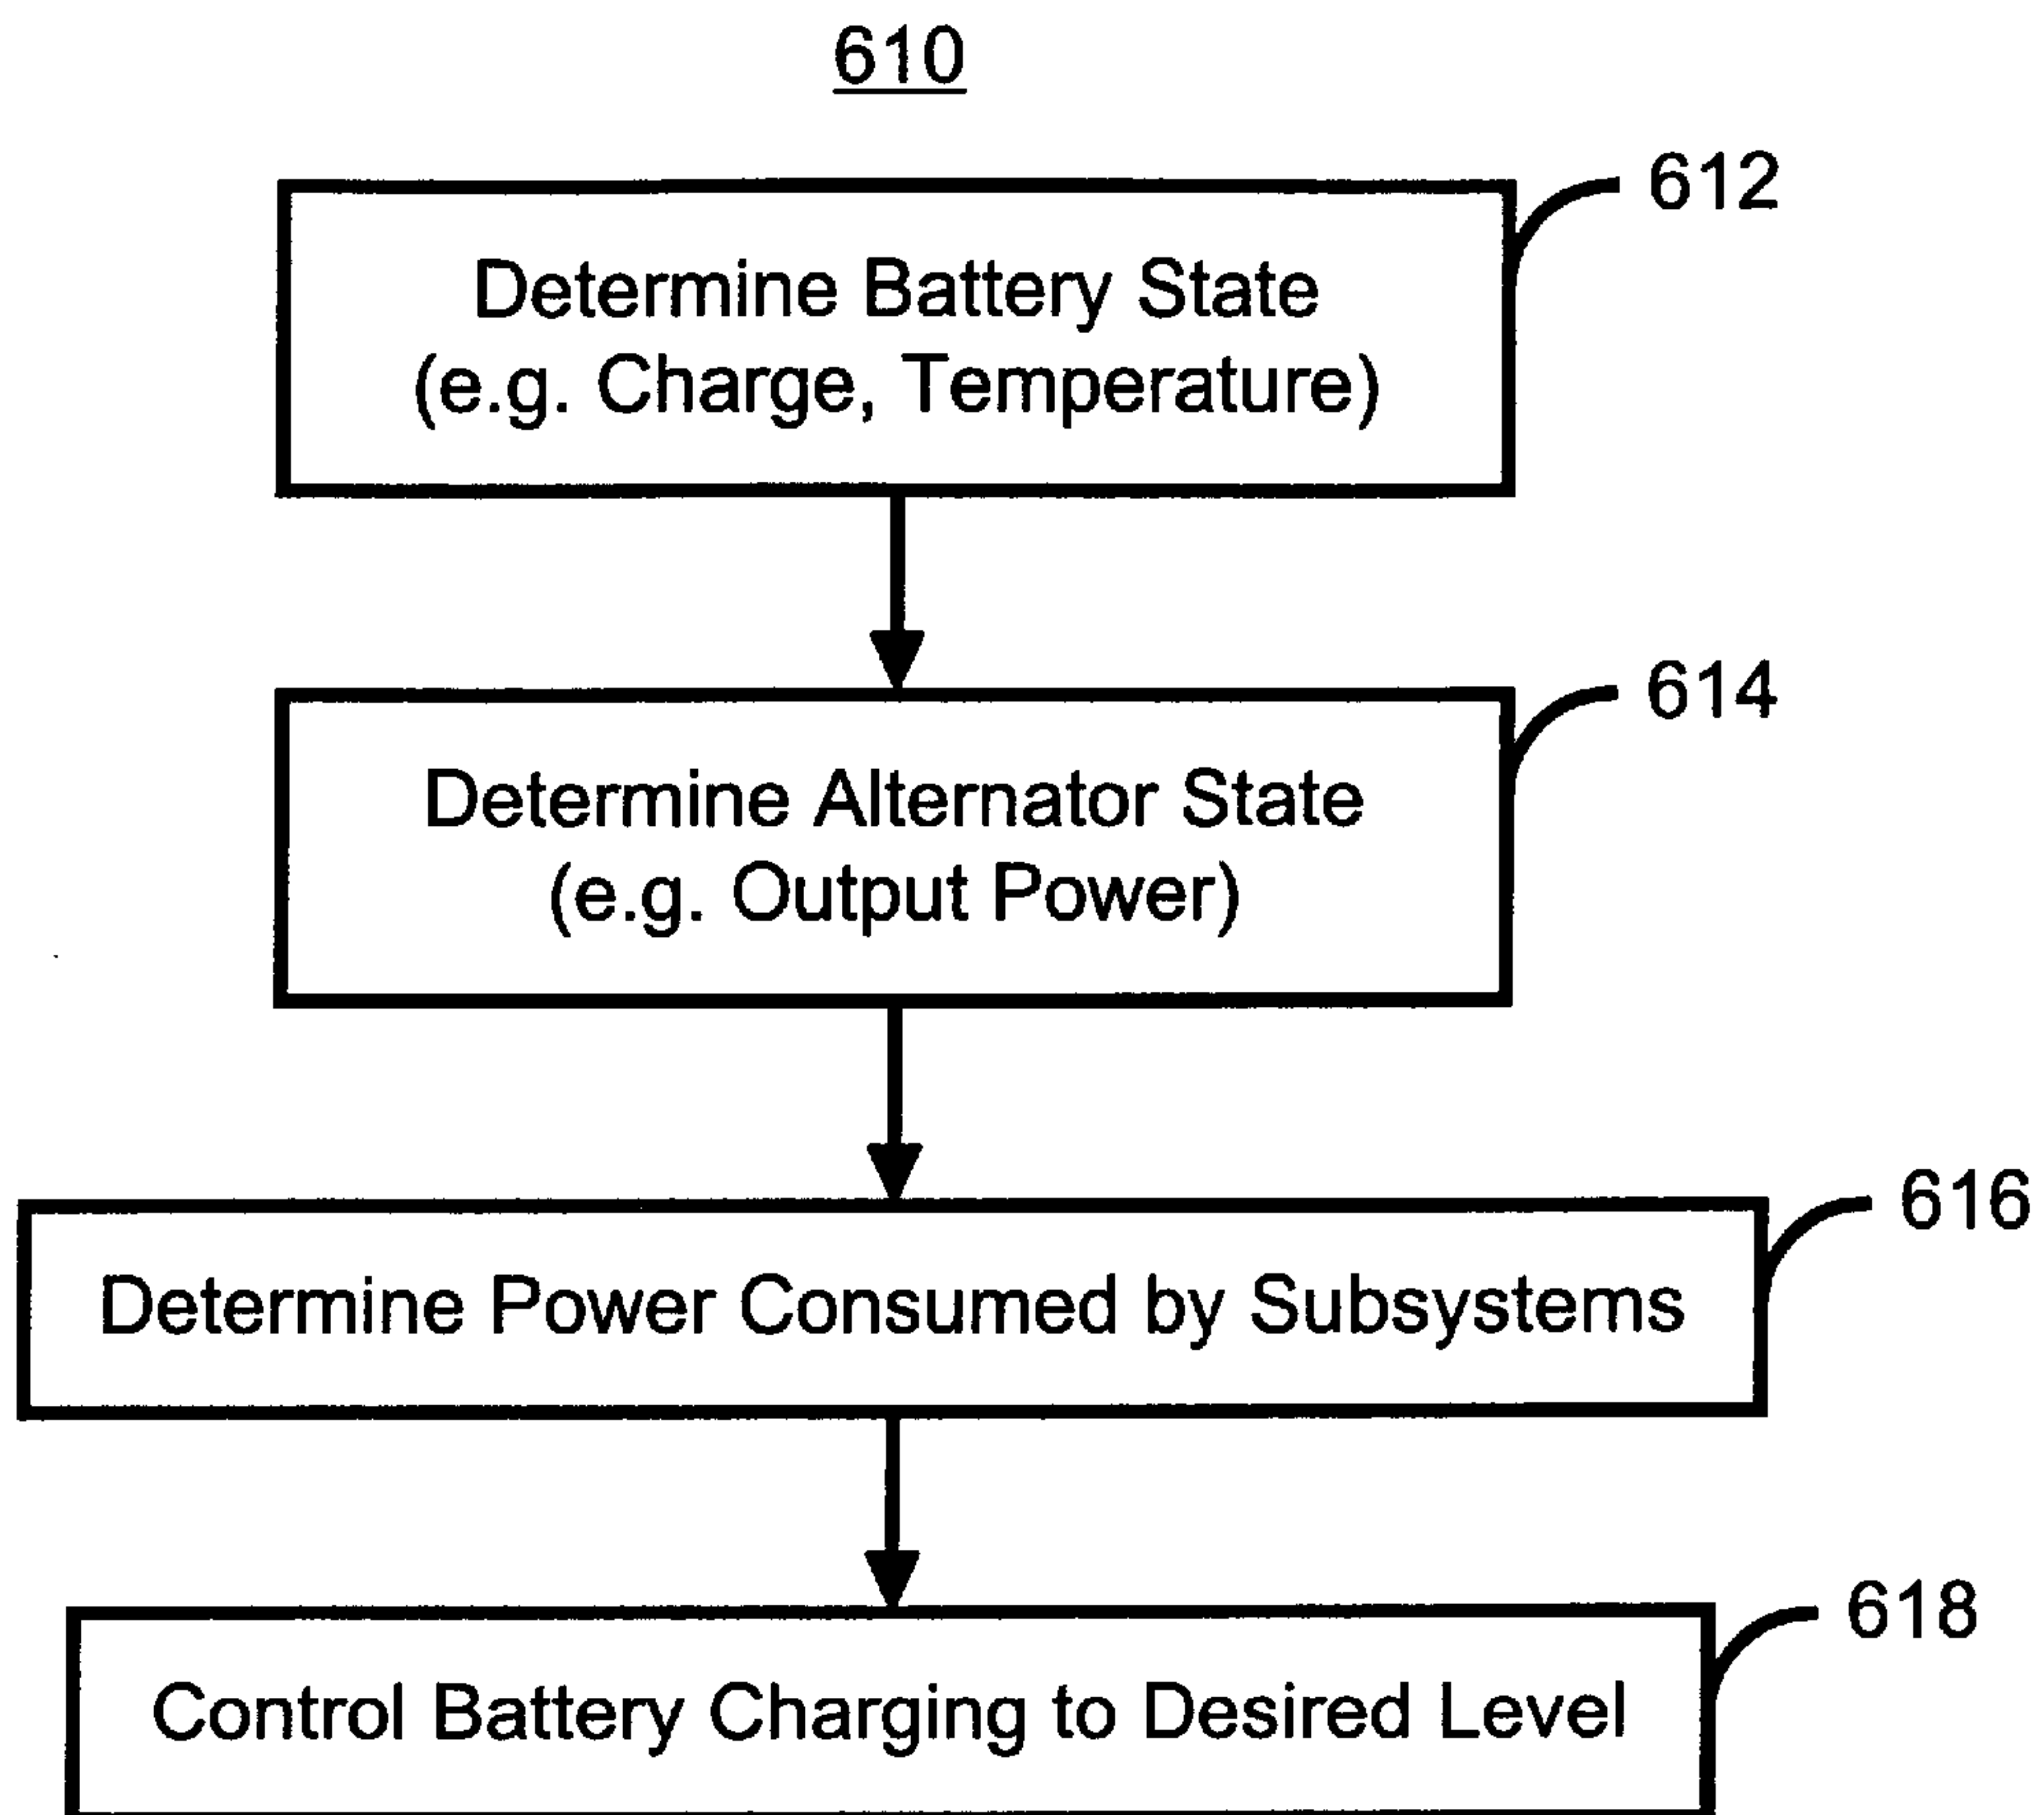 610
612
Determine Battery State
(e.g. Charge, Temperature)
614
Determine Alternator State
(e.g. Output Power)
616
Determine Power Consumed by Subsystems
618
Control Battery Charging to Desired Level